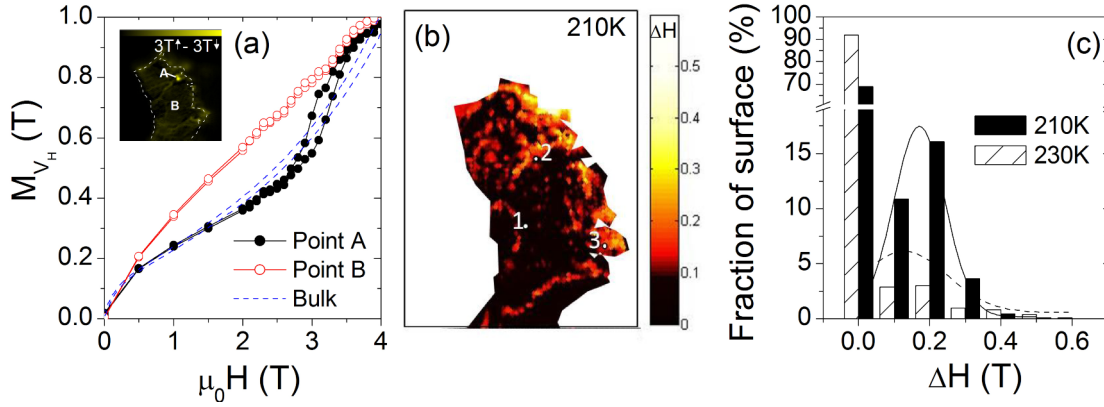 1.0
0.8
0.6
0.4
0.2
0.0
M_{V_H} (T)
0 1 2 3 4
μ₀H (T)
3T↑ - 3T↓
A
B
(a)
Point A
Point B
Bulk
(b)
210K
ΔH
1.
.2
3.
0.5
0.4
0.3
0.2
0.1
0
(c)
Fraction of surface (%)
100
90
80
70
15
10
5
0
210K
230K
0.0 0.2 0.4 0.6
ΔH (T)